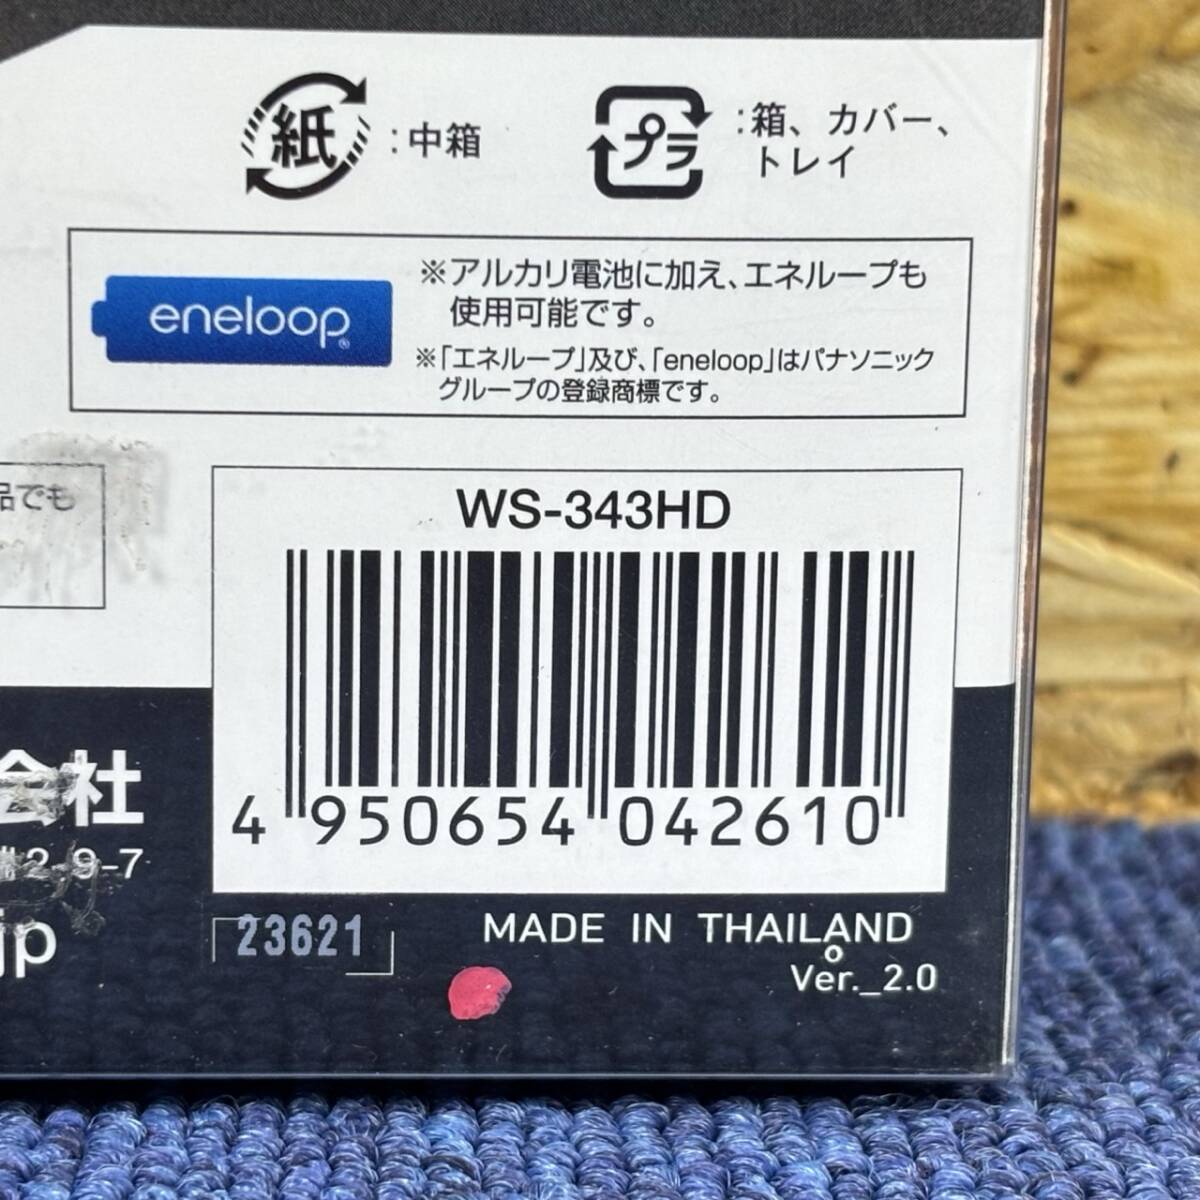 紙
:中箱
プラ
:箱、カバー、
トレイ
eneloop®
※アルカリ電池に加え、エネループも
使用可能です。
※「エネループ」及び、「eneloop」はパナソニック
グループの登録商標です。
品でも
WS-343HD
4 950654 042610
会社
2-9-7
jp
23621
MADE IN THAILAND
Ver._2.0